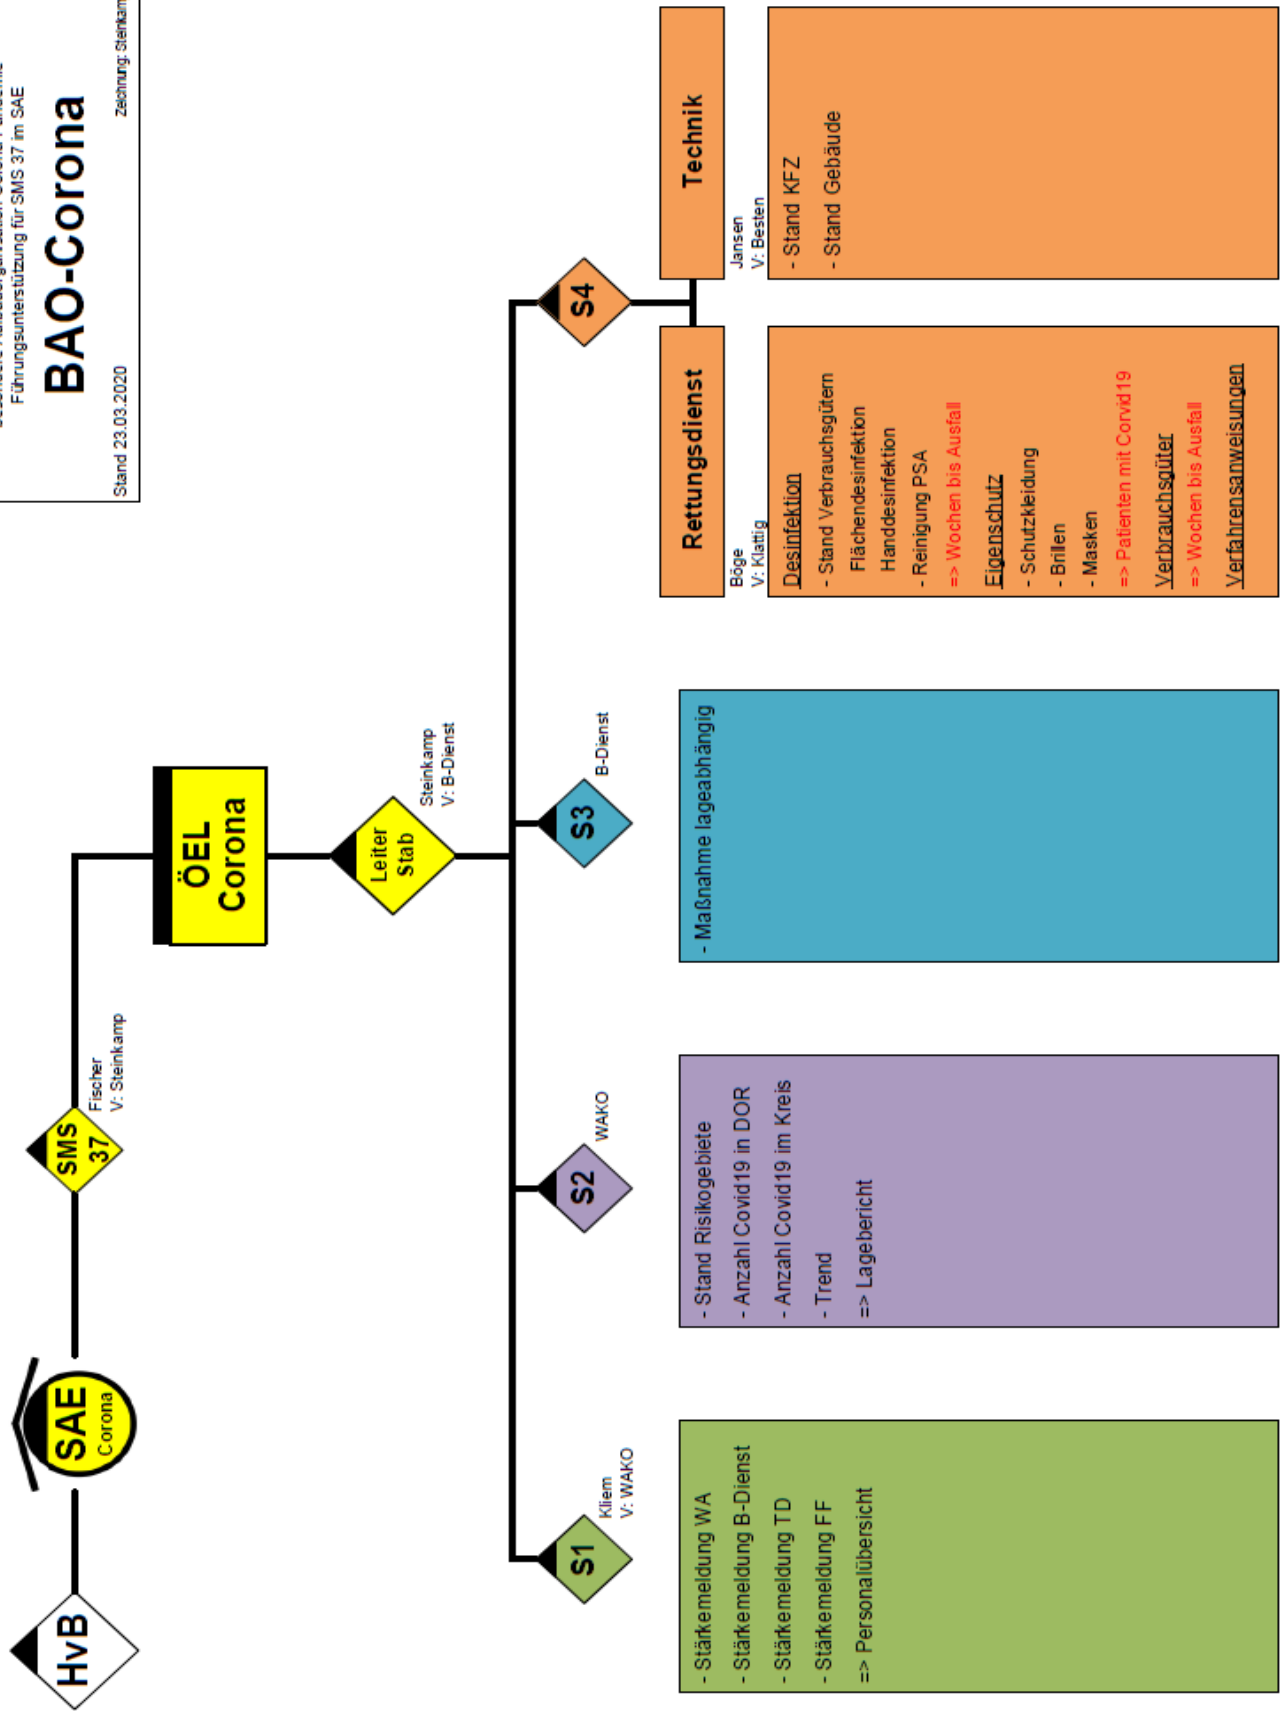 Führungsunterstützung für SMS 37 im SAE
BAO-Corona
Stand 23.03.2020
HvB
SAE
Corona
SMS
37
Fischer
V: Steinkamp
ÖEL
Corona
Leiter
Stab
Steinkamp
V: B-Dienst
S1
Kliem
V: WAKO
S2
WAKO
S3
B-Dienst
S4
- Stärkemeldung WA
- Stärkemeldung B-Dienst
- Stärkemeldung TD
- Stärkemeldung FF
=> Personalübersicht
- Stand Risikogebiete
- Anzahl Covid19 in DOR
- Anzahl Covid19 im Kreis
- Trend
=> Lagebericht
- Maßnahme lageabhängig
Rettungsdienst
Böge
V: Klattig
Desinfektion
- Stand Verbrauchsgütern
Flächendesinfektion
Handdesinfektion
- Reinigung PSA
=> Wochen bis Ausfall
Eigenschutz
- Schutzkleidung
- Brillen
- Masken
=> Patienten mit Corvid19
Verbrauchsgüter
=> Wochen bis Ausfall
Verfahrensanweisungen
Technik
Jansen
V: Besten
- Stand KFZ
- Stand Gebäude
Zeichnung: